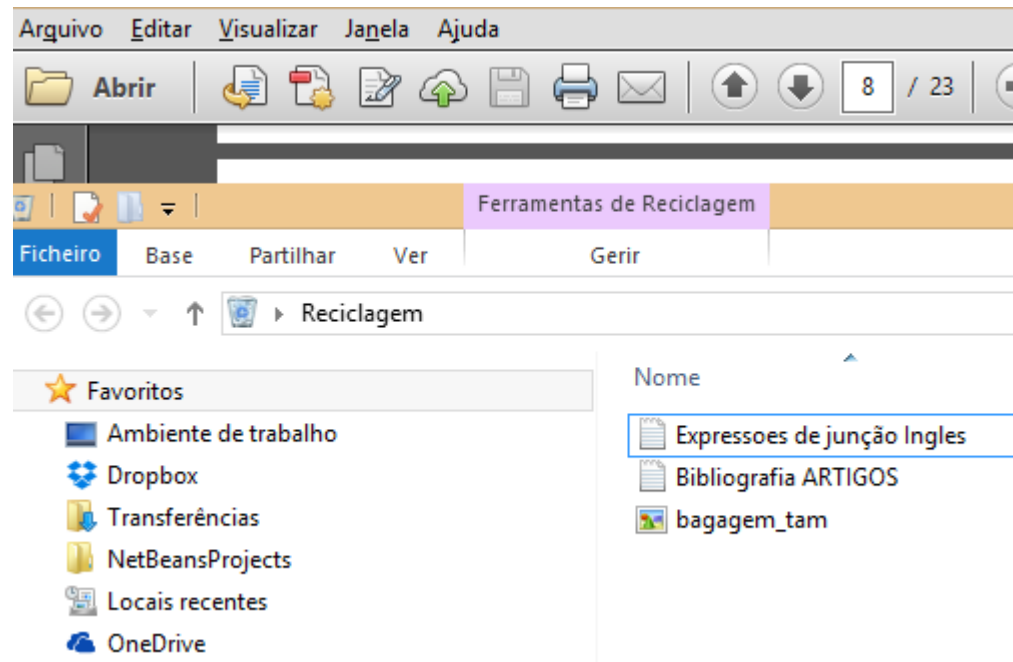 Arquivo Editar Visualizar Janela Ajuda
Abrir 8 / 23
Ferramentas de Reciclagem
Ficheiro Base Partilhar Ver Gerir
Reciclagem
Nome
Favoritos
Ambiente de trabalho
Dropbox
Transferências
NetBeansProjects
Locais recentes
OneDrive
Expressoes de junção Ingles
Bibliografia ARTIGOS
bagagem_tam